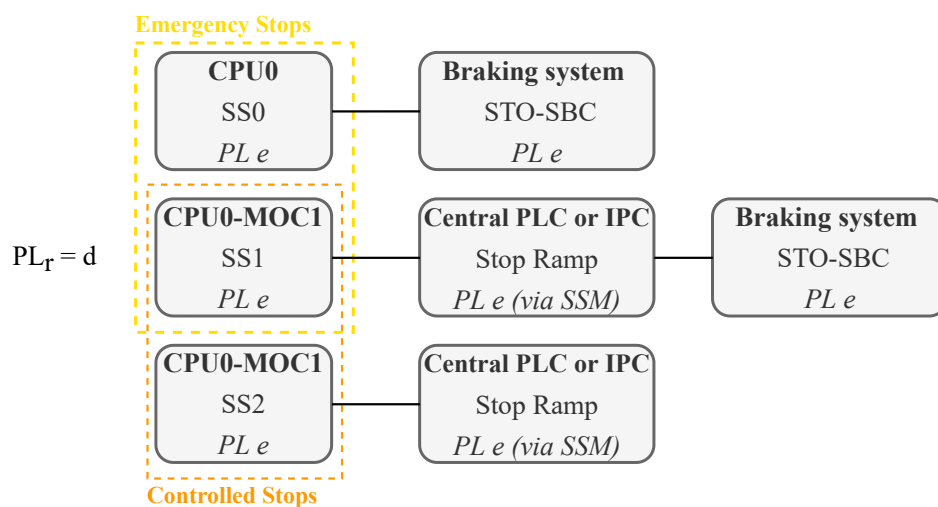 Emergency Stops
CPU0
SS0
PL e
Braking system
STO-SBC
PL e
PLr = d
CPU0-MOC1
SS1
PL e
Central PLC or IPC
Stop Ramp
PL e (via SSM)
Braking system
STO-SBC
PL e
CPU0-MOC1
SS2
PL e
Central PLC or IPC
Stop Ramp
PL e (via SSM)
Controlled Stops